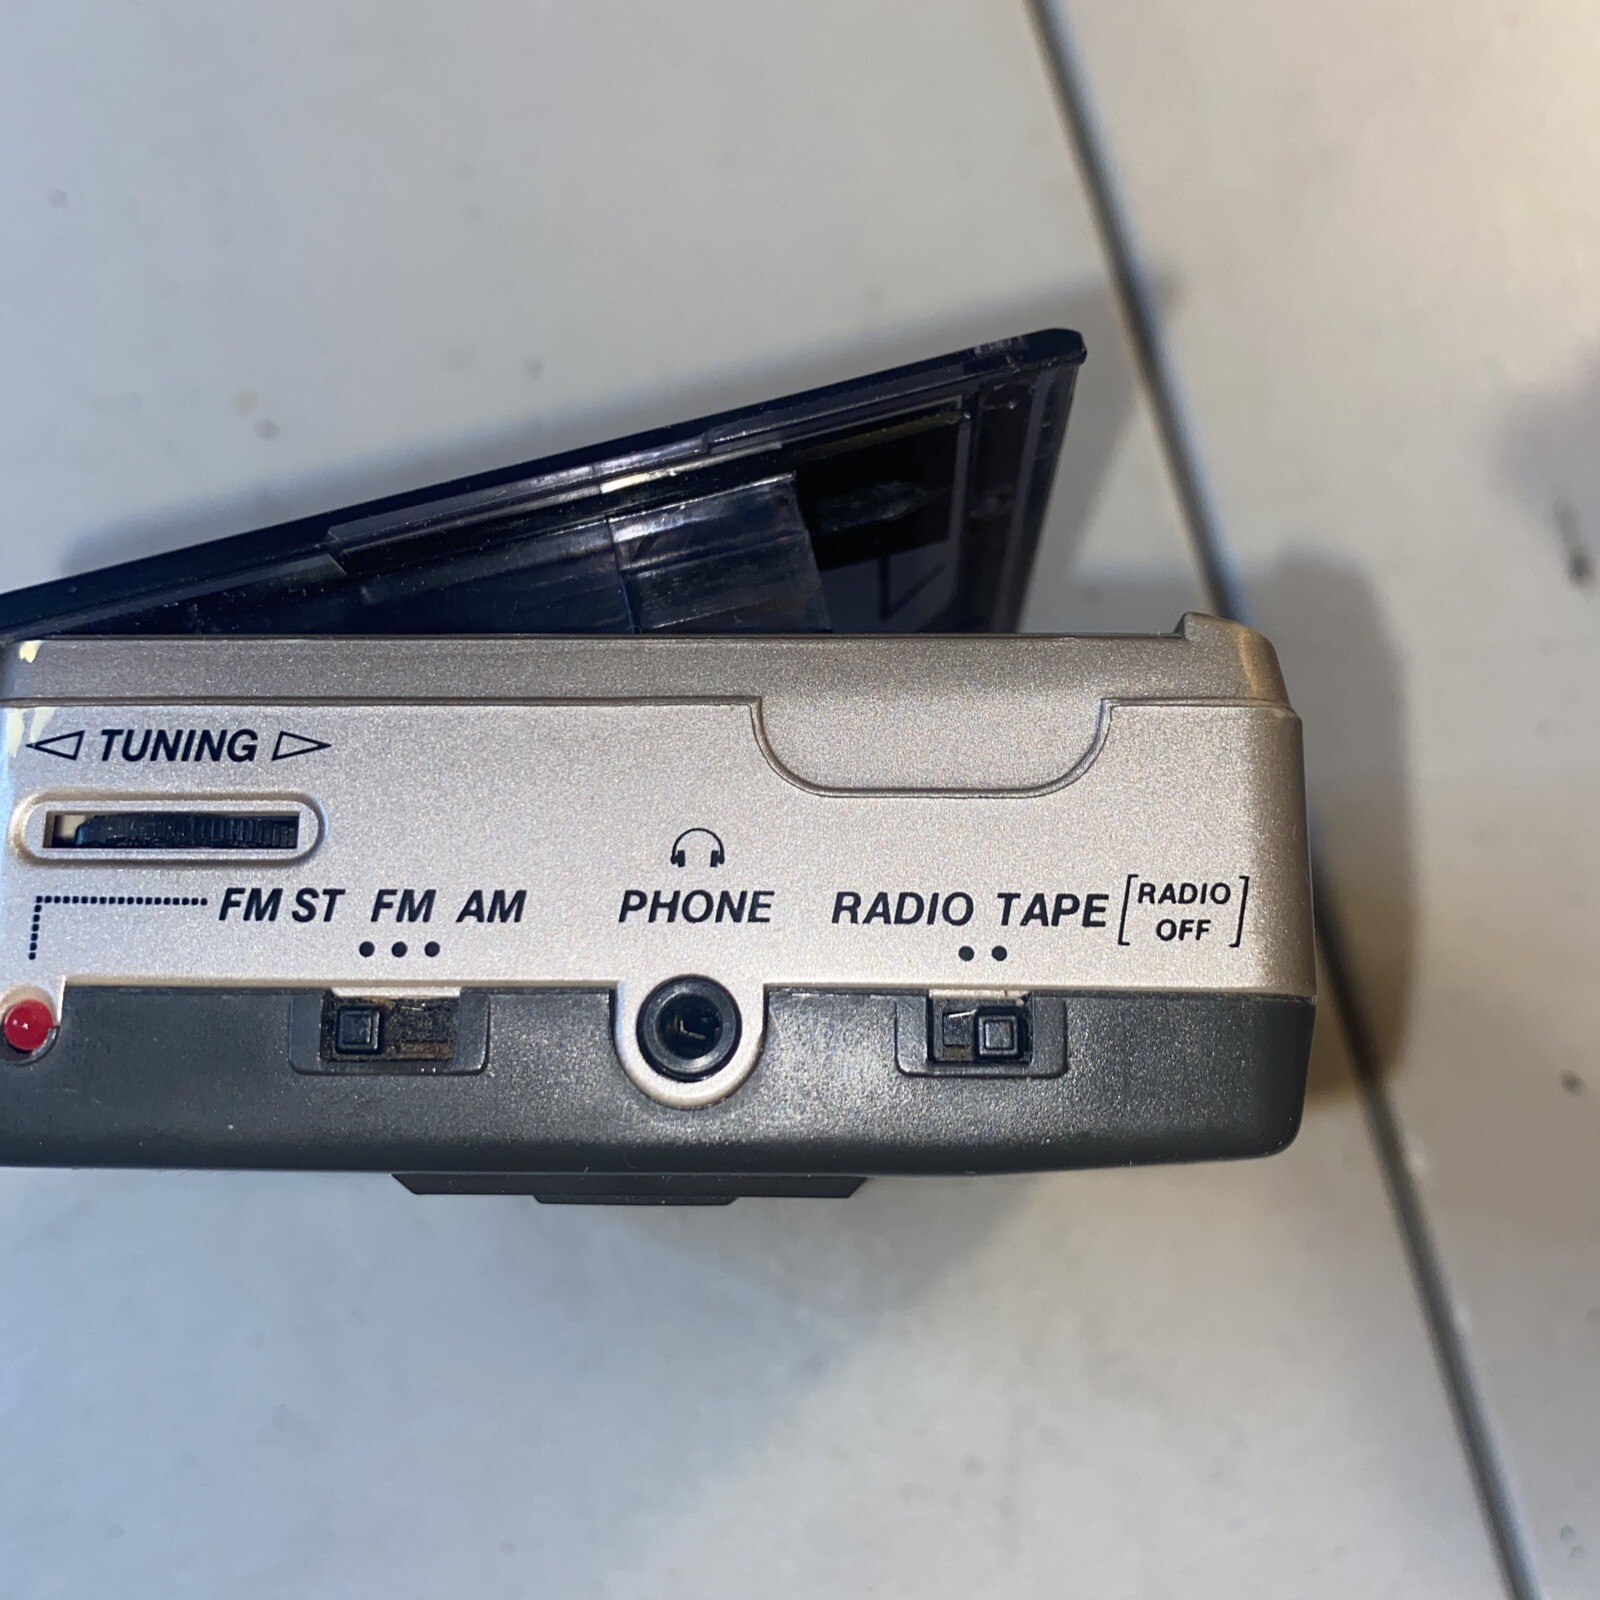 TUNING
FM ST FM AM
PHONE
RADIO TAPE [RADIO OFF]